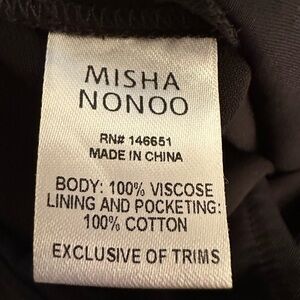 MISHA
NONOO
RN# 146651
MADE IN CHINA
BODY: 100% VISCOSE
LINING AND POCKETING:
100% COTTON
EXCLUSIVE OF TRIMS